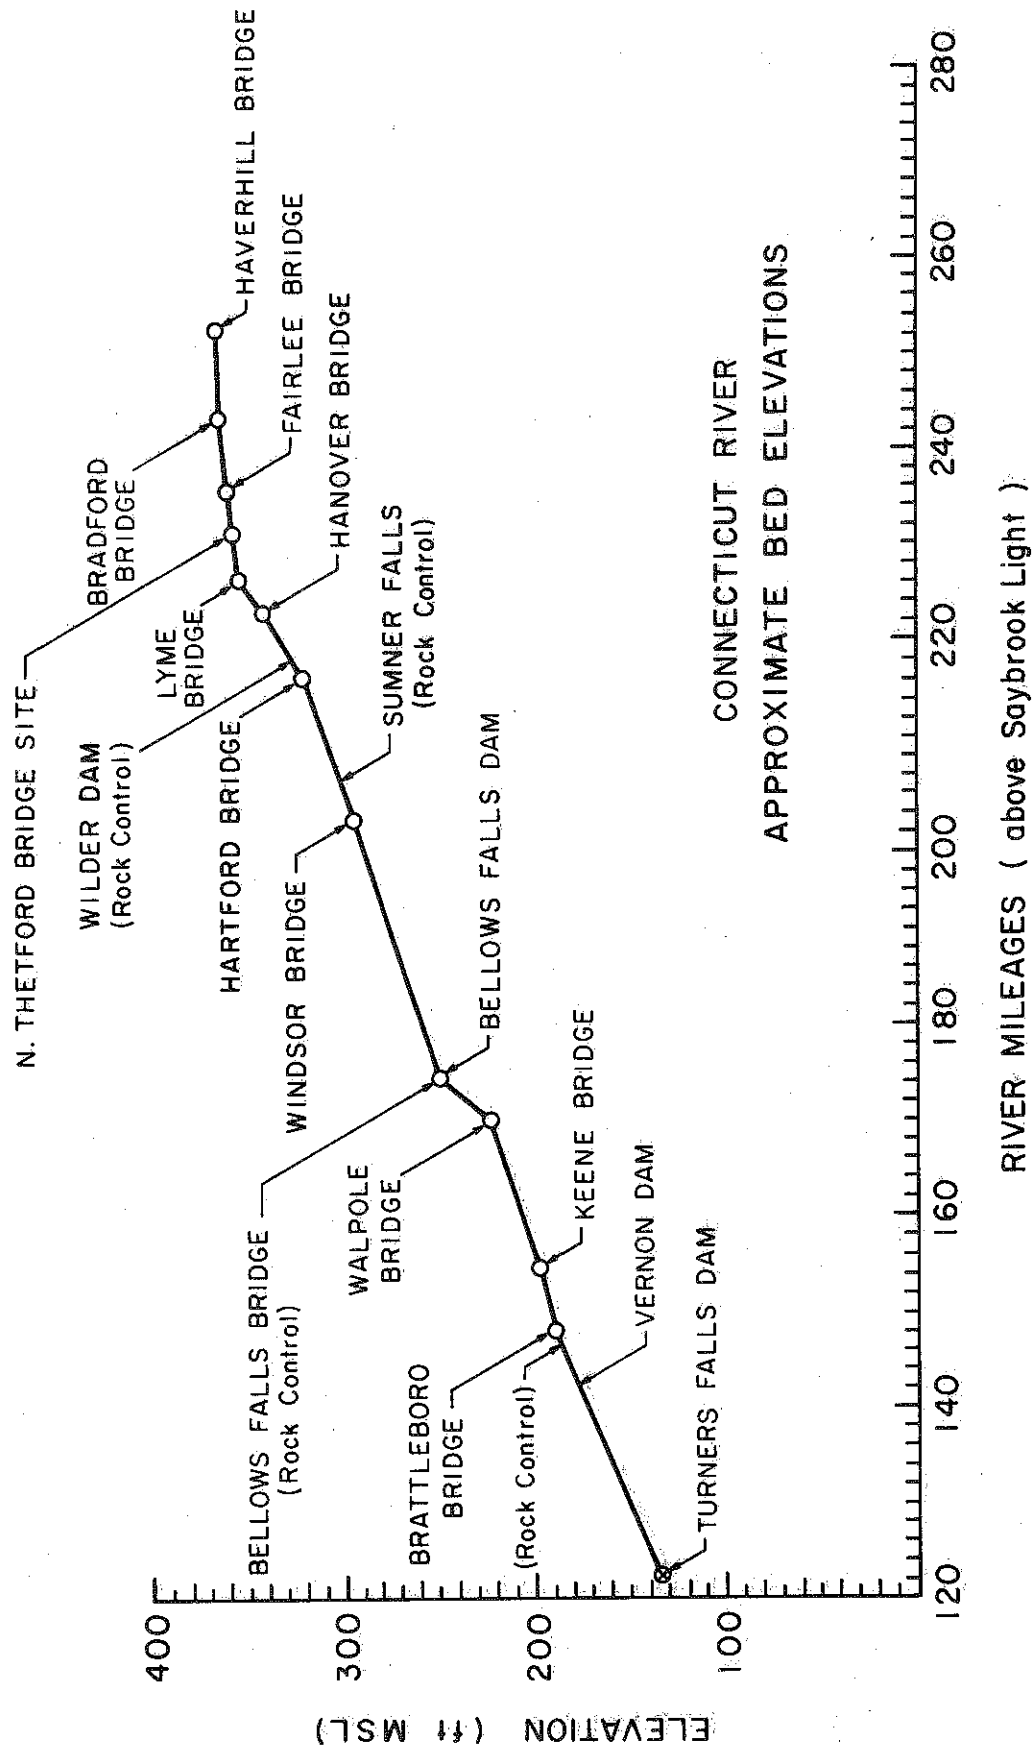 N. THETFORD BRIDGE SITE
BRADFORD
BRIDGE
WILDER DAM
(Rock Control)
LYME
BRIDGE
HAVERHILL BRIDGE
HARTFORD BRIDGE
FAIRLEE BRIDGE
WINDSOR BRIDGE
HANOVER BRIDGE
BELLOWS FALLS BRIDGE
(Rock Control)
SUMNER FALLS
(Rock Control)
WALPOLE
BRIDGE
BELLOWS FALLS DAM
BRATTLEBORO
BRIDGE
(Rock Control)
KEENE BRIDGE
VERNON DAM
TURNERS FALLS DAM
CONNECTICUT RIVER
APPROXIMATE BED ELEVATIONS
ELEVATION (ft MSL)
400
300
200
100
120 140 160 180 200 220 240 260 280
RIVER MILEAGES ( above Saybrook Light )